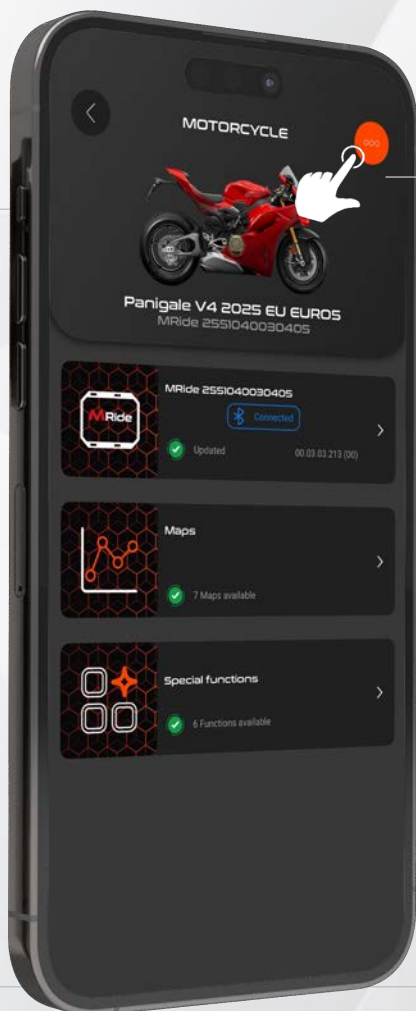 MOTORCYCLE
Panigale V4 2025 EU EURO5
MRide 2551040030405
MRide
MRide 2551040030405
Connected
Updated 00.03.03.213 (00)
Maps
7 Maps available
Special functions
6 Functions available